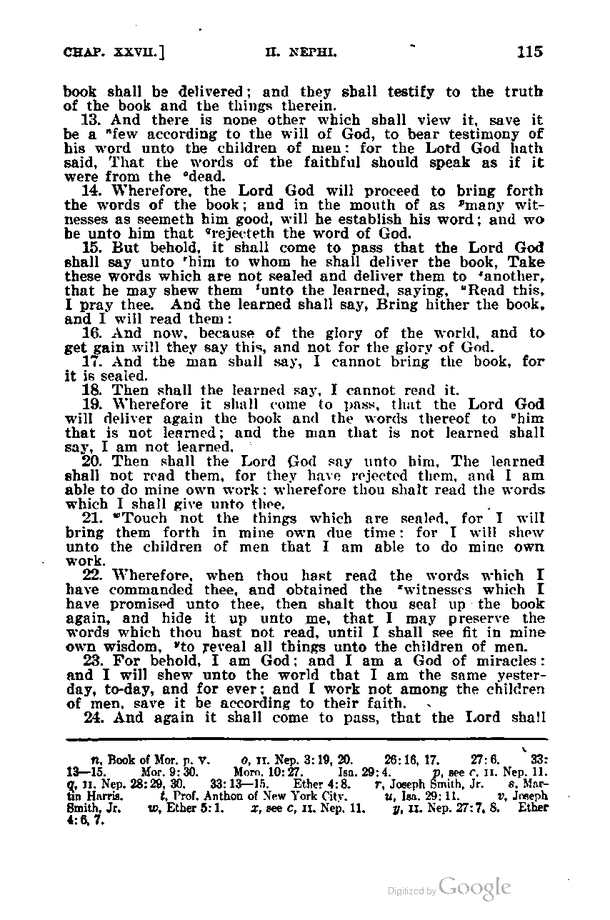 CHAP. XXVII.] II. NEPHI. 115
book shall be delivered; and they shall testify to the truth
of the book and the things therein.
13. And there is none other which shall view it, save it
be a ⁿfew according to the will of God, to bear testimony of
his word unto the children of men: for the Lord God hath
said, That the words of the faithful should speak as if it
were from the ᵒdead.
14. Wherefore, the Lord God will proceed to bring forth
the words of the book; and in the mouth of as ᵖmany wit-
nesses as seemeth him good, will he establish his word; and wo
be unto him that qrejecteth the word of God.
15. But behold, it shall come to pass that the Lord God
shall say unto ʳhim to whom he shall deliver the book, Take
these words which are not sealed and deliver them to ˢanother,
that he may shew them ᵗunto the learned, saying, ᵘRead this,
I pray thee. And the learned shall say, Bring hither the book,
and I will read them:
16. And now, because of the glory of the world, and to
get gain will they say this, and not for the glory of God.
17. And the man shall say, I cannot bring the book, for
it is sealed.
18. Then shall the learned say, I cannot read it.
19. Wherefore it shall come to pass, that the Lord God
will deliver again the book and the words thereof to ᵛhim
that is not learned; and the man that is not learned shall
say, I am not learned.
20. Then shall the Lord God say unto him, The learned
shall not read them, for they have rejected them, and I am
able to do mine own work: wherefore thou shalt read the words
which I shall give unto thee.
21. ʷTouch not the things which are sealed, for I will
bring them forth in mine own due time: for I will shew
unto the children of men that I am able to do mine own
work.
22. Wherefore, when thou hast read the words which I
have commanded thee, and obtained the ˣwitnesses which I
have promised unto thee, then shalt thou seal up the book
again, and hide it up unto me, that I may preserve the
words which thou hast not read, until I shall see fit in mine
own wisdom, ʸto reveal all things unto the children of men.
23. For behold, I am God; and I am a God of miracles:
and I will shew unto the world that I am the same yester-
day, to-day, and for ever; and I work not among the children
of men, save it be according to their faith.
24. And again it shall come to pass, that the Lord shall
n, Book of Mor. p. v. o, II. Nep. 3:19, 20. 26:16, 17. 27:6. 33:
13—15. Mor. 9:30. Moro. 10:27. Isa. 29:4. p, see c, II. Nep. 11.
q, II. Nep. 28:29, 30. 33:13—15. Ether 4:8. r, Joseph Smith, Jr. s, Mar-
tin Harris. t, Prof. Anthon of New York City. u, Isa. 29:11. v, Joseph
Smith, Jr. w, Ether 5:1. x, see c, II. Nep. 11. y, II. Nep. 27:7, 8. Ether
4:6, 7.
Digitized by Google